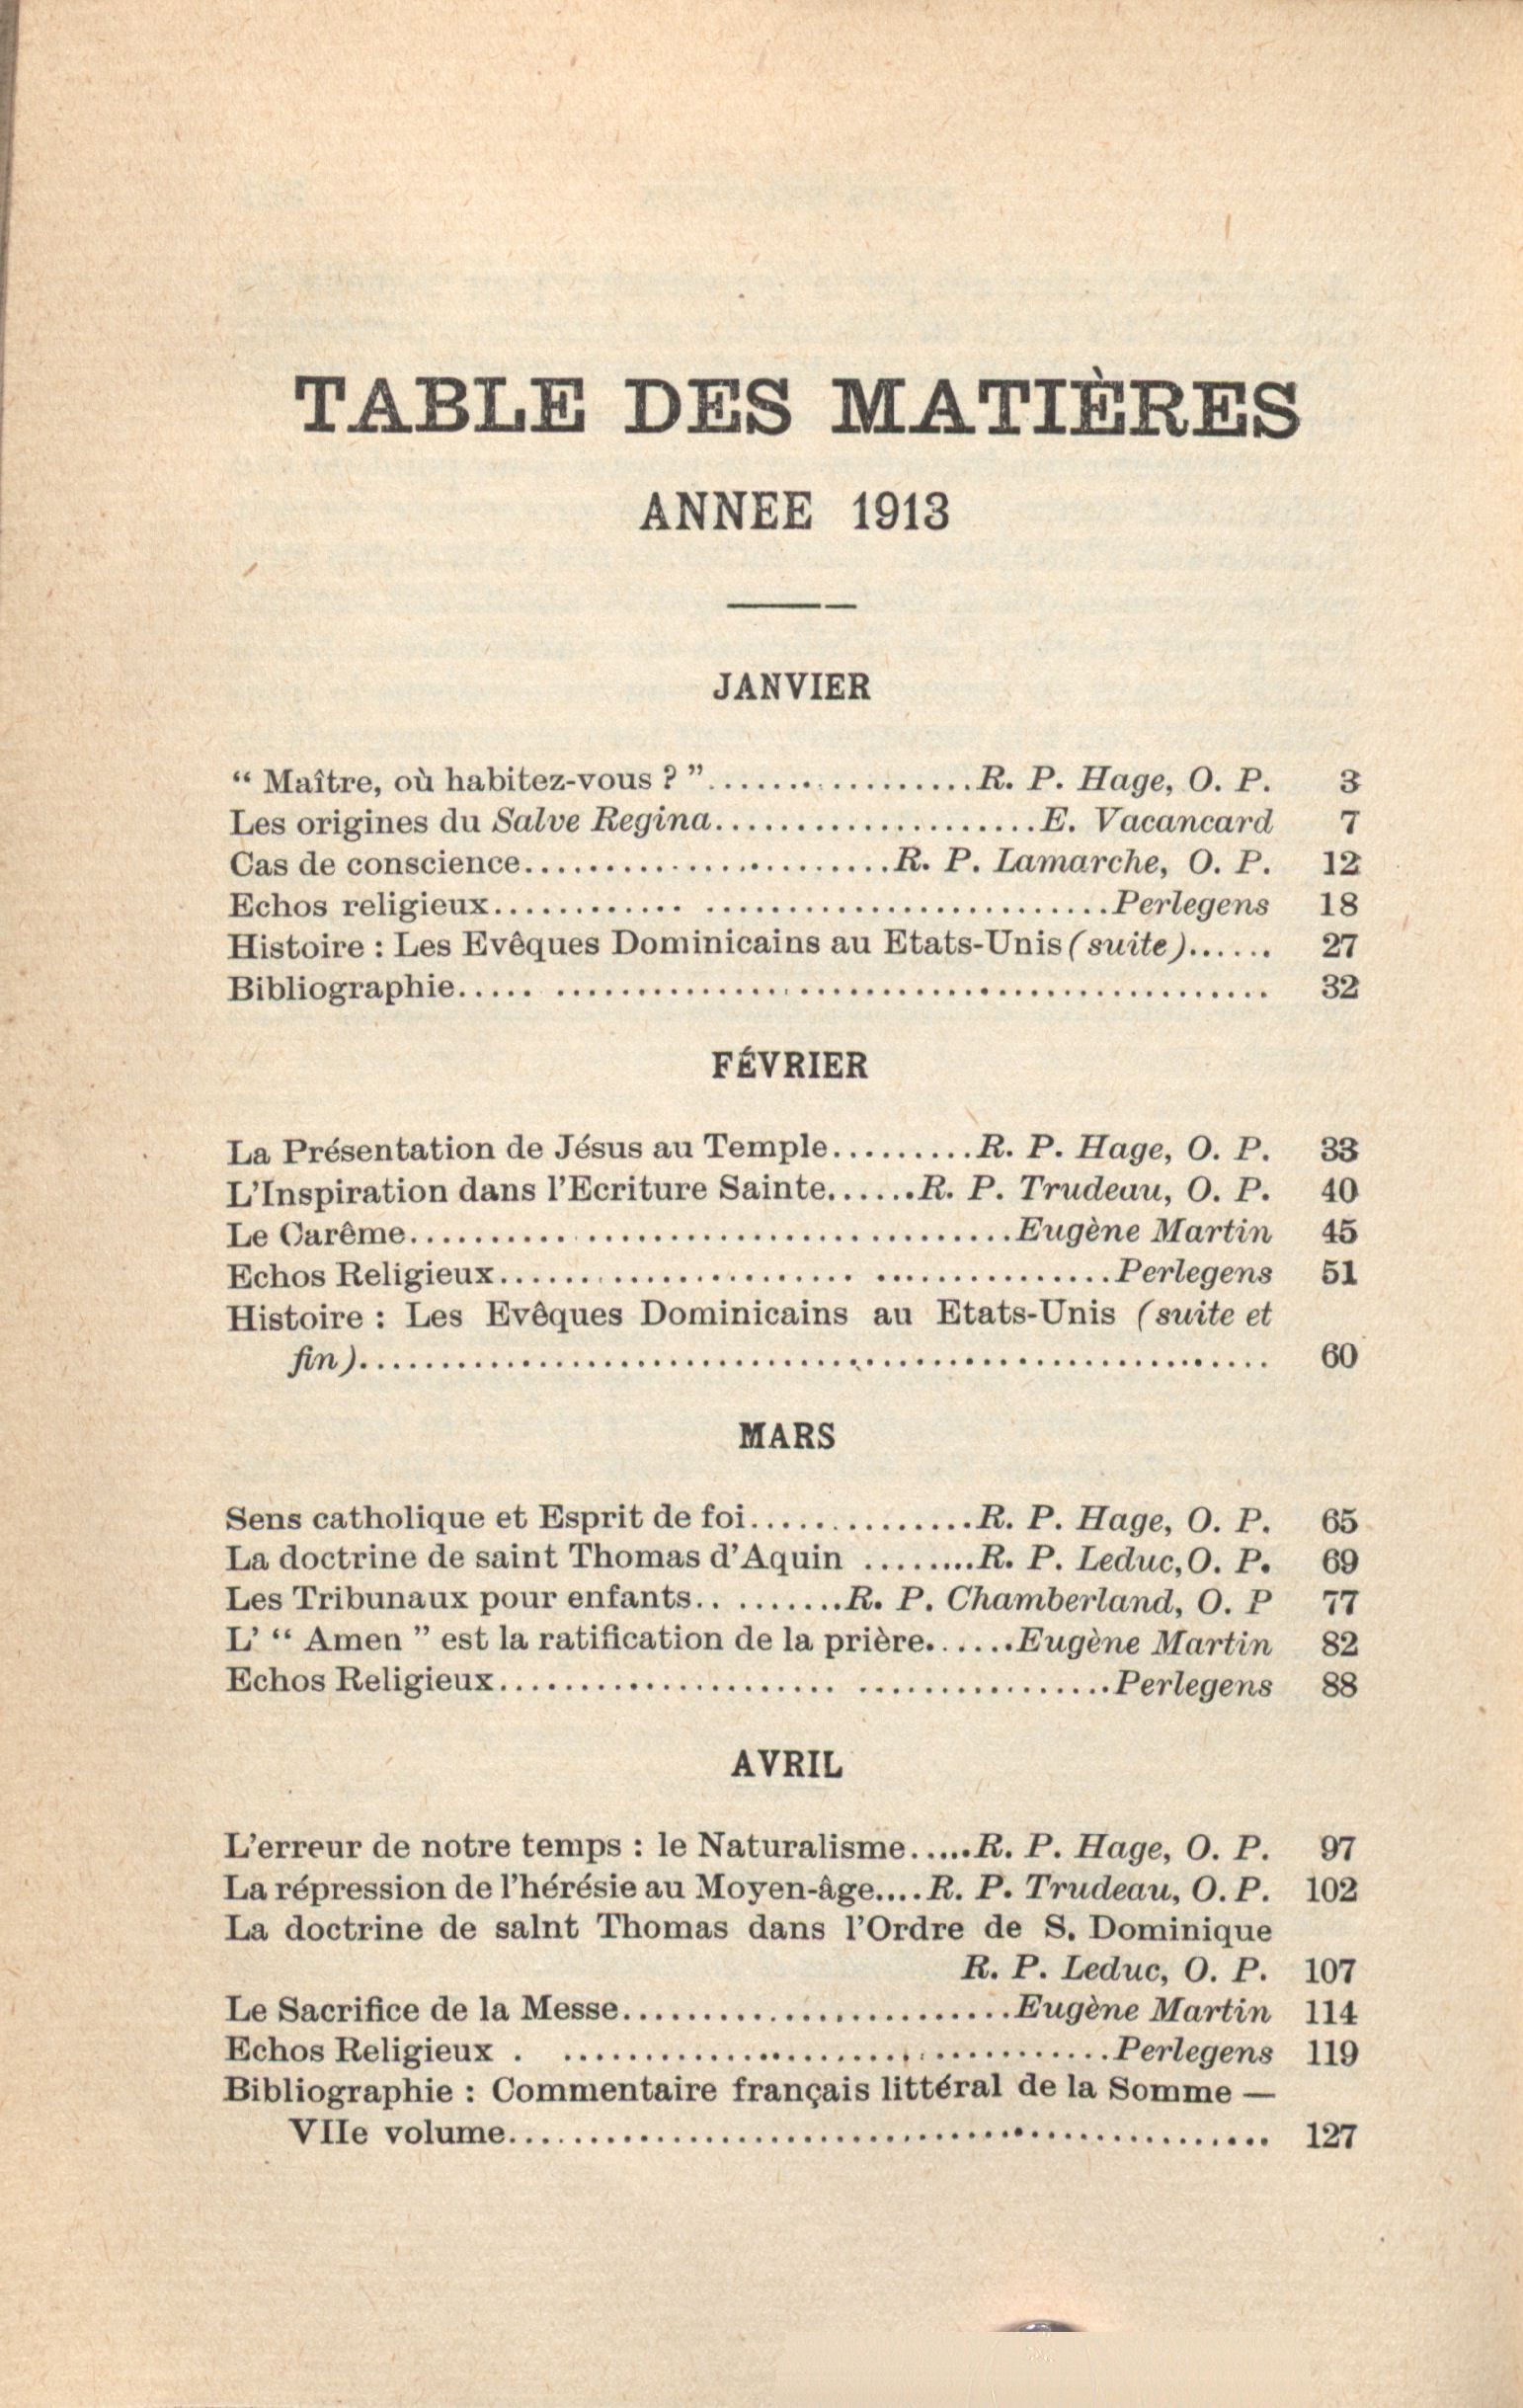 TABLE DES MATIÈRES
ANNEE 1913
JANVIER
“ Maître, où habitez-vous ? ”.................R. P. Hage, O. P. 3
Les origines du Salve Regina....................E. Vacancard 7
Cas de conscience.......................R. P. Lamarche, O. P. 12
Echos religieux............ .........................Perlegens 18
Histoire : Les Evêques Dominicains au Etats-Unis (suite)...... 27
Bibliographie..... ............................................ 32
FÉVRIER
La Présentation de Jésus au Temple.........R. P. Hage, O. P. 33
L'Inspiration dans l'Ecriture Sainte......R. P. Trudeau, O. P. 40
Le Carême.....................................Eugène Martin 45
Echos Religieux...................... ...............Perlegens 51
Histoire : Les Evêques Dominicains au Etats-Unis (suite et
fin)........................................................ 60
MARS
Sens catholique et Esprit de foi..............R. P. Hage, O. P. 65
La doctrine de saint Thomas d'Aquin ........R. P. Leduc, O. P. 69
Les Tribunaux pour enfants.. ........R. P. Chamberland, O. P 77
L' “ Amen ” est la ratification de la prière......Eugène Martin 82
Echos Religieux..................... ................Perlegens 88
AVRIL
L'erreur de notre temps : le Naturalisme.....R. P. Hage, O. P. 97
La répression de l'hérésie au Moyen-âge....R. P. Trudeau, O. P. 102
La doctrine de salnt Thomas dans l'Ordre de S. Dominique
R. P. Leduc, O. P. 107
Le Sacrifice de la Messe........................Eugène Martin 114
Echos Religieux . ..................................Perlegens 119
Bibliographie : Commentaire français littéral de la Somme —
VIIe volume............................................... 127